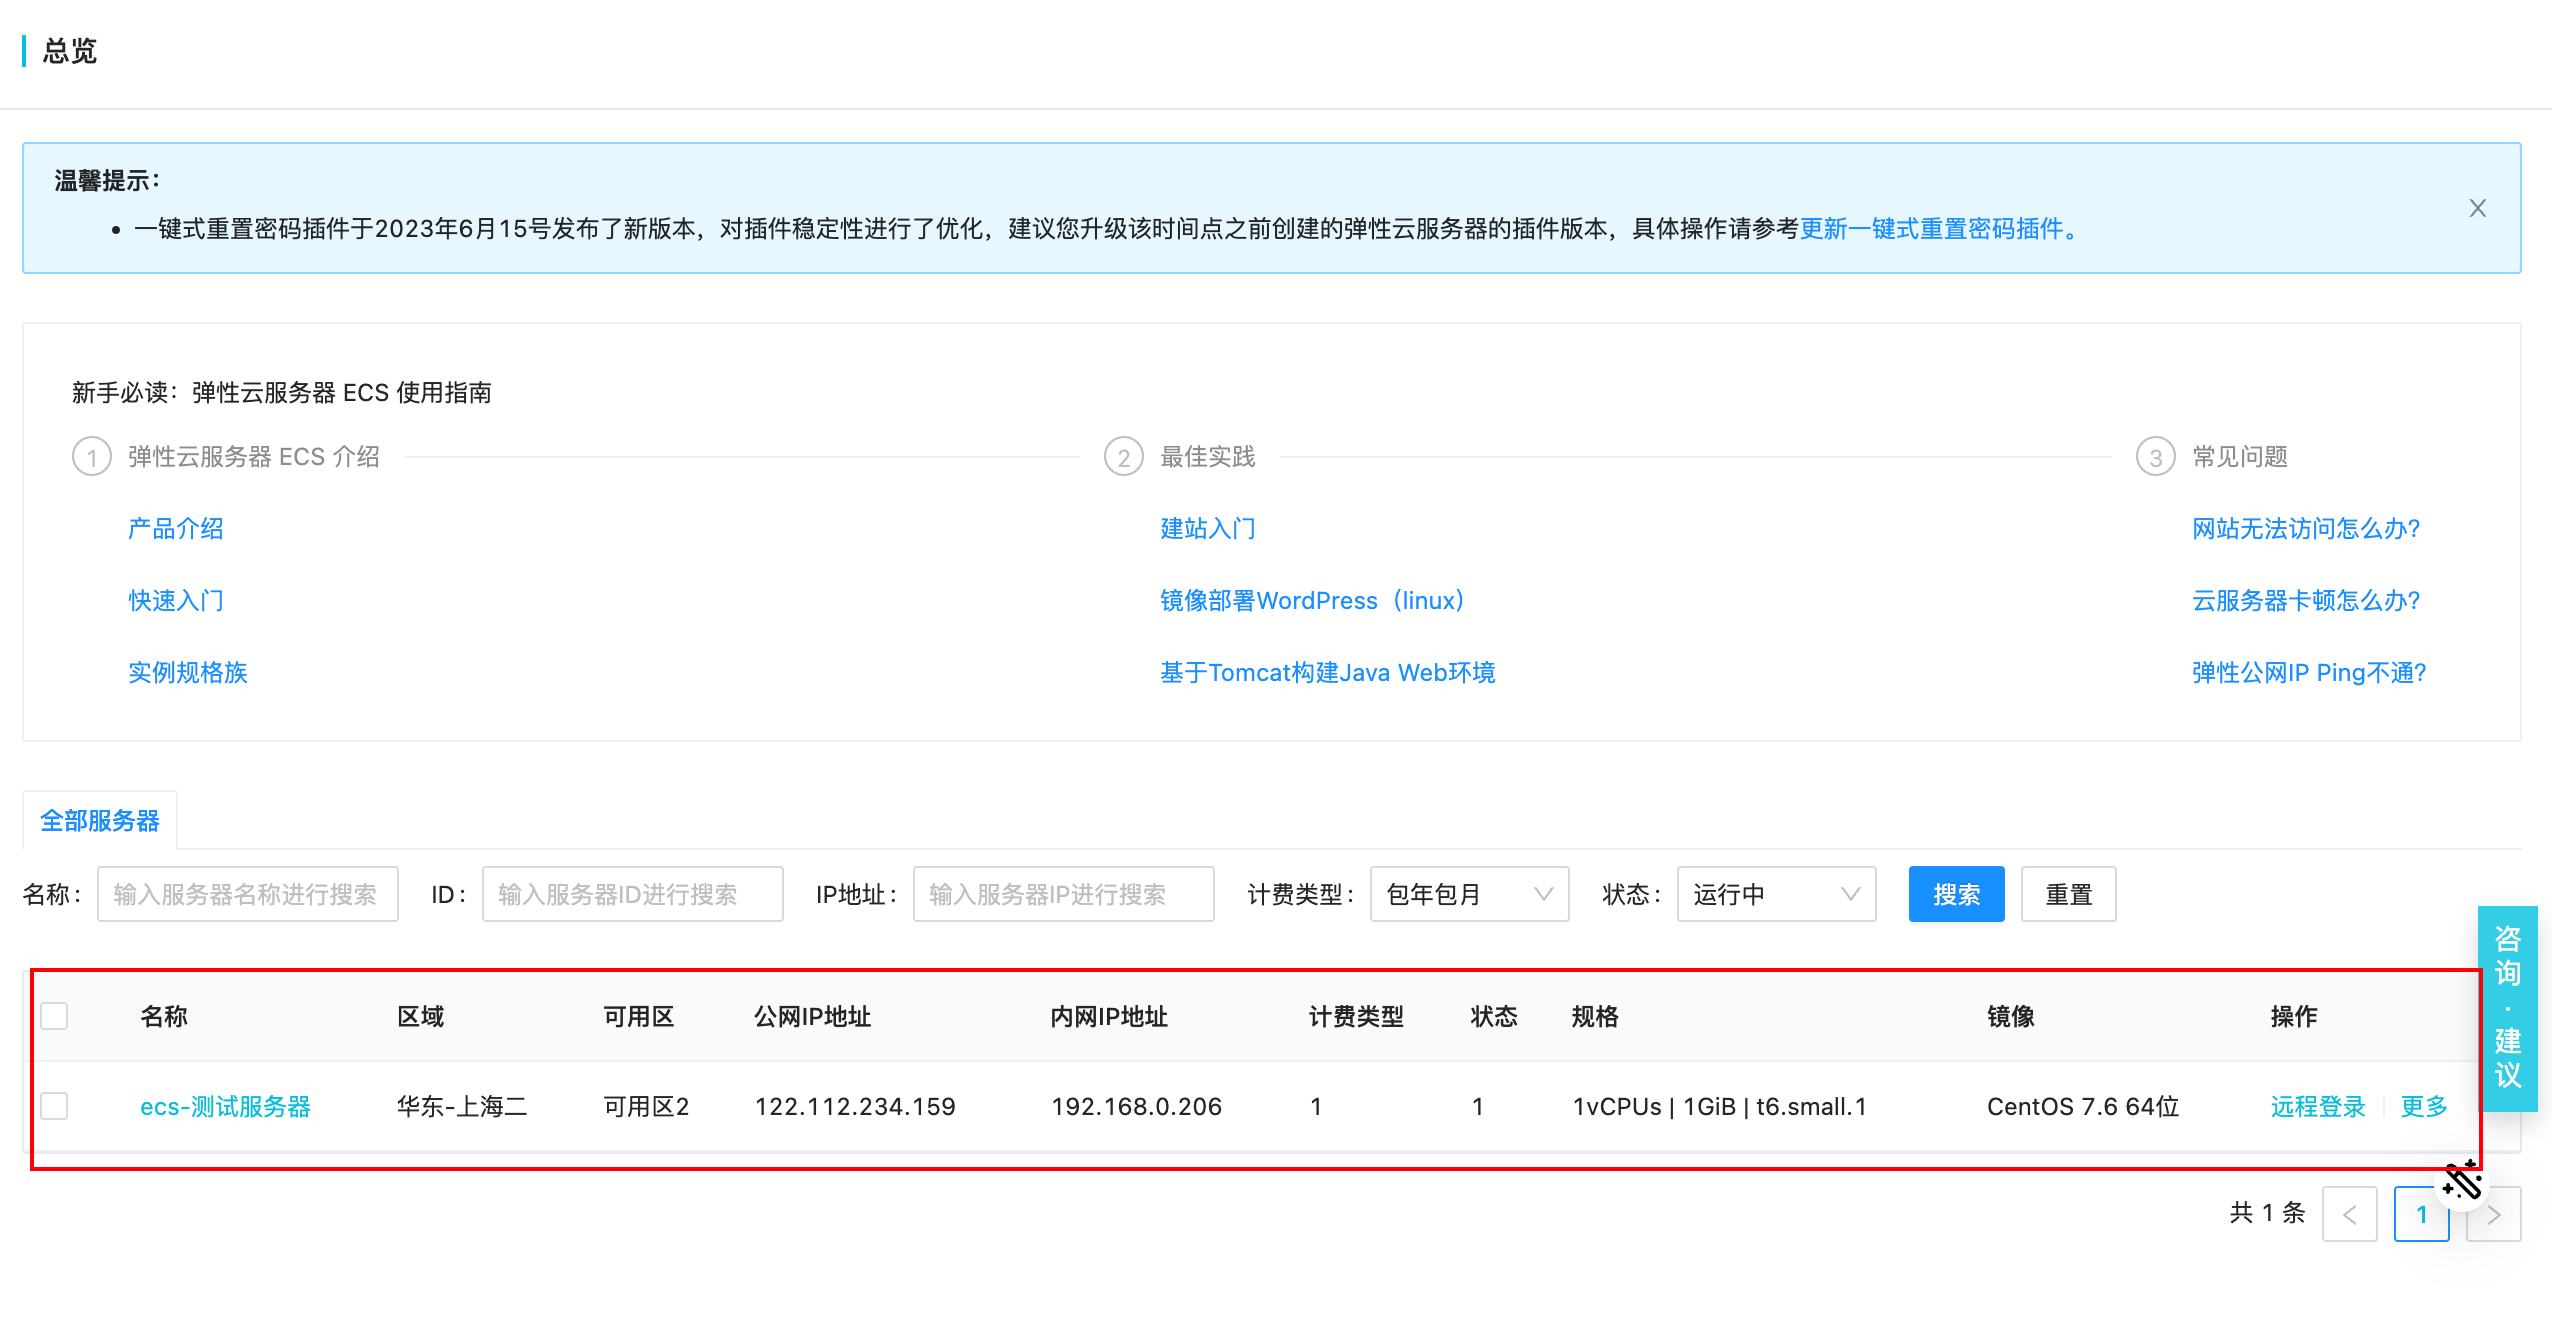 总览
温馨提示：
• 一键式重置密码插件于2023年6月15号发布了新版本，对插件稳定性进行了优化，建议您升级该时间点之前创建的弹性云服务器的插件版本，具体操作请参考更新一键式重置密码插件。
新手必读：弹性云服务器 ECS 使用指南
1 弹性云服务器 ECS 介绍
产品介绍
快速入门
实例规格族
2 最佳实践
建站入门
镜像部署WordPress（linux）
基于Tomcat构建Java Web环境
3 常见问题
网站无法访问怎么办?
云服务器卡顿怎么办?
弹性公网IP Ping不通?
全部服务器
名称： 输入服务器名称进行搜索 ID： 输入服务器ID进行搜索 IP地址： 输入服务器IP进行搜索 计费类型： 包年包月 状态： 运行中 搜索 重置
名称 区域 可用区 公网IP地址 内网IP地址 计费类型 状态 规格 镜像 操作
ecs-测试服务器 华东-上海二 可用区2 122.112.234.159 192.168.0.206 1 1 1vCPUs | 1GiB | t6.small.1 CentOS 7.6 64位 远程登录 更多
咨询·建议
共 1 条 < 1 >